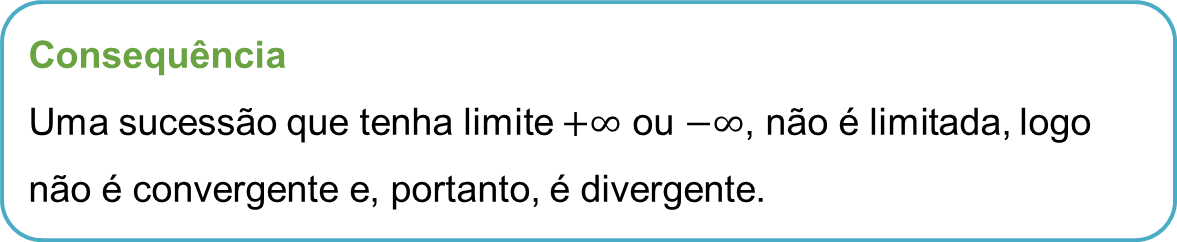 Consequência
Uma sucessão que tenha limite +∞ ou −∞, não é limitada, logo
não é convergente e, portanto, é divergente.